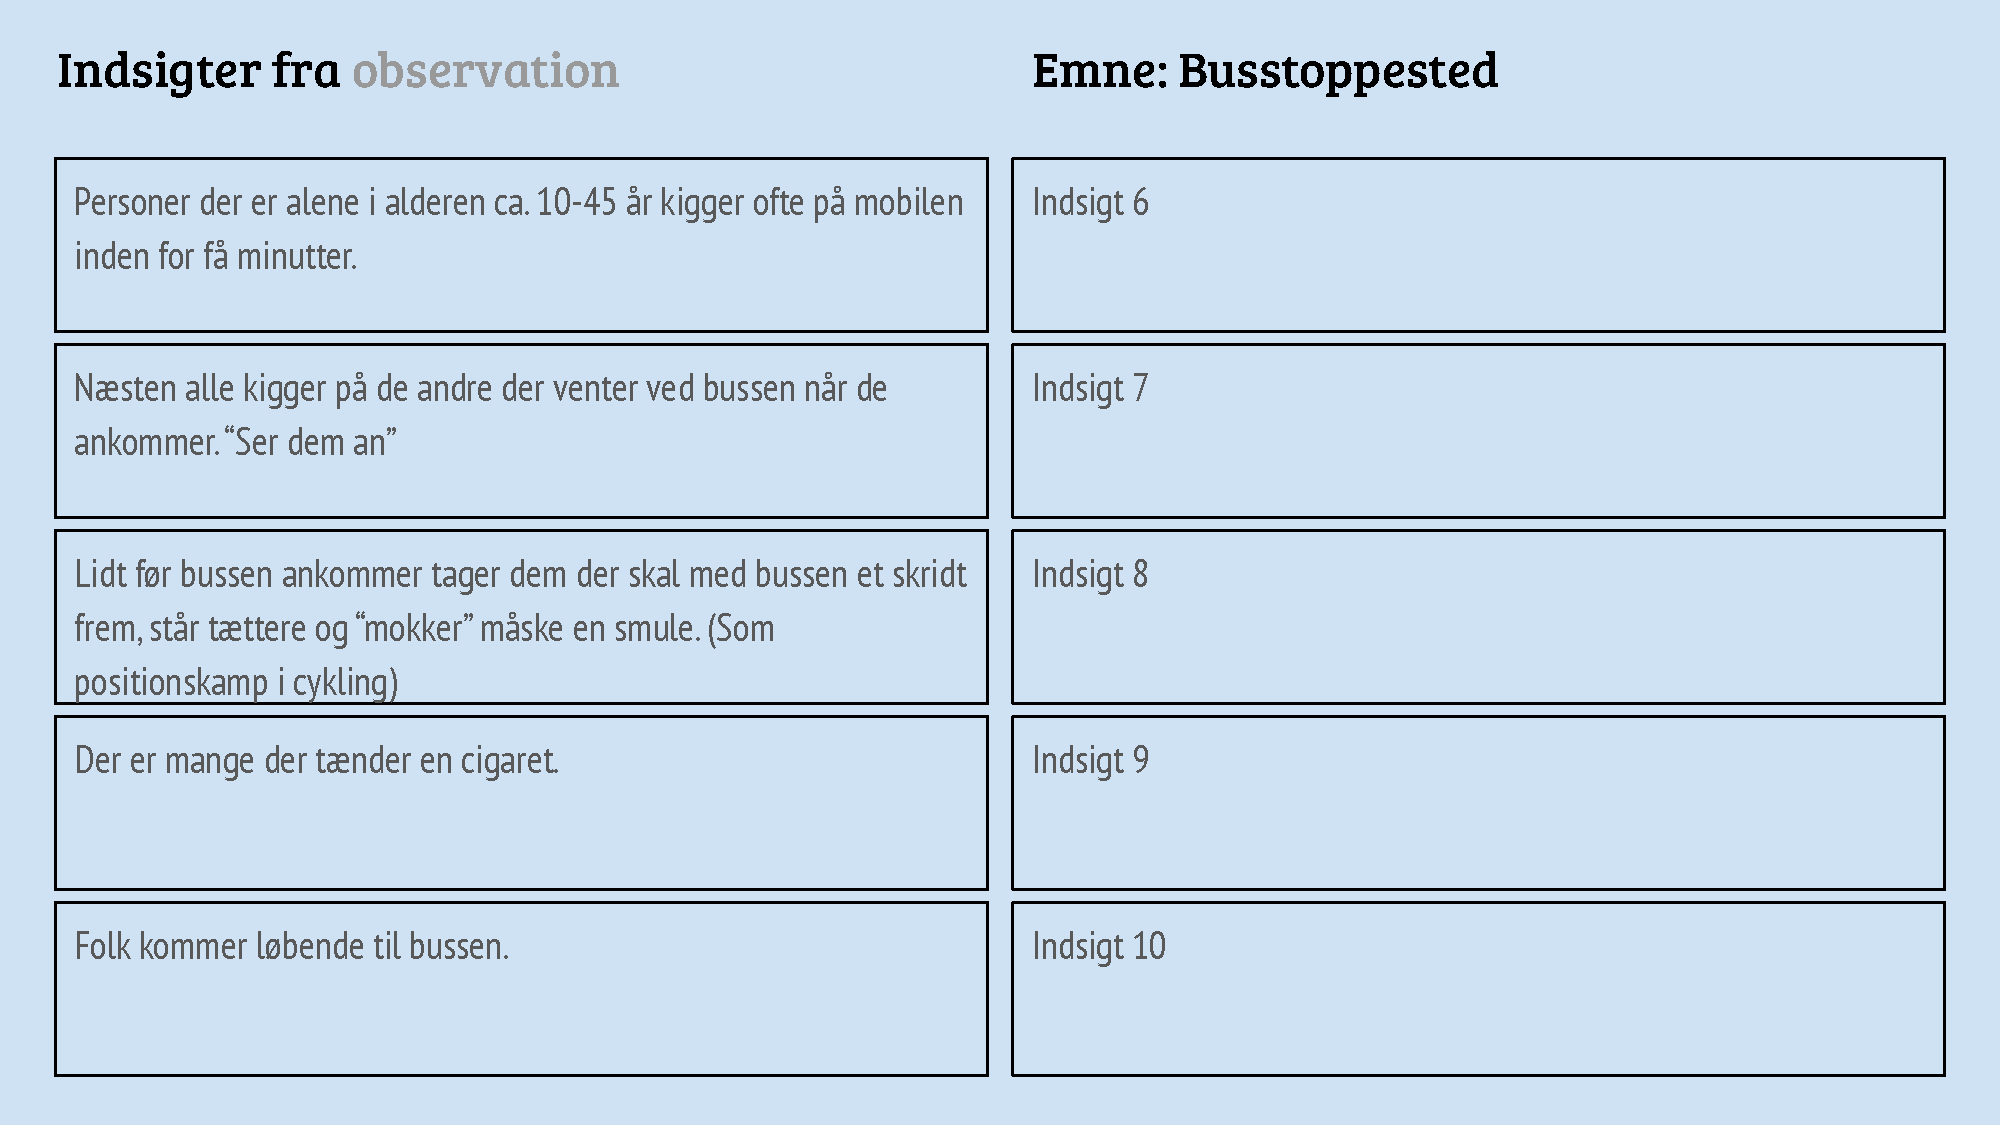 Indsigter fra observation
Emne: Busstoppested
Personer der er alene i alderen ca. 10-45 år kigger ofte på mobilen
inden for få minutter.
Næsten alle kigger på de andre der venter ved bussen når de
ankommer. “Ser dem an”
Lidt før bussen ankommer tager dem der skal med bussen et skridt
frem, står tættere og “mokker” måske en smule. (Som
positionskamp i cykling)
Der er mange der tænder en cigaret.
Folk kommer løbende til bussen.
Indsigt 6
Indsigt 7
Indsigt 8
Indsigt 9
Indsigt 10